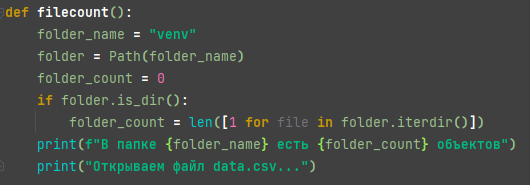 def filecount():
    folder_name = "venv"
    folder = Path(folder_name)
    folder_count = 0
    if folder.is_dir():
        folder_count = len([1 for file in folder.iterdir()])
    print(f"В папке {folder_name} есть {folder_count} объектов")
    print("Открываем файл data.csv...")